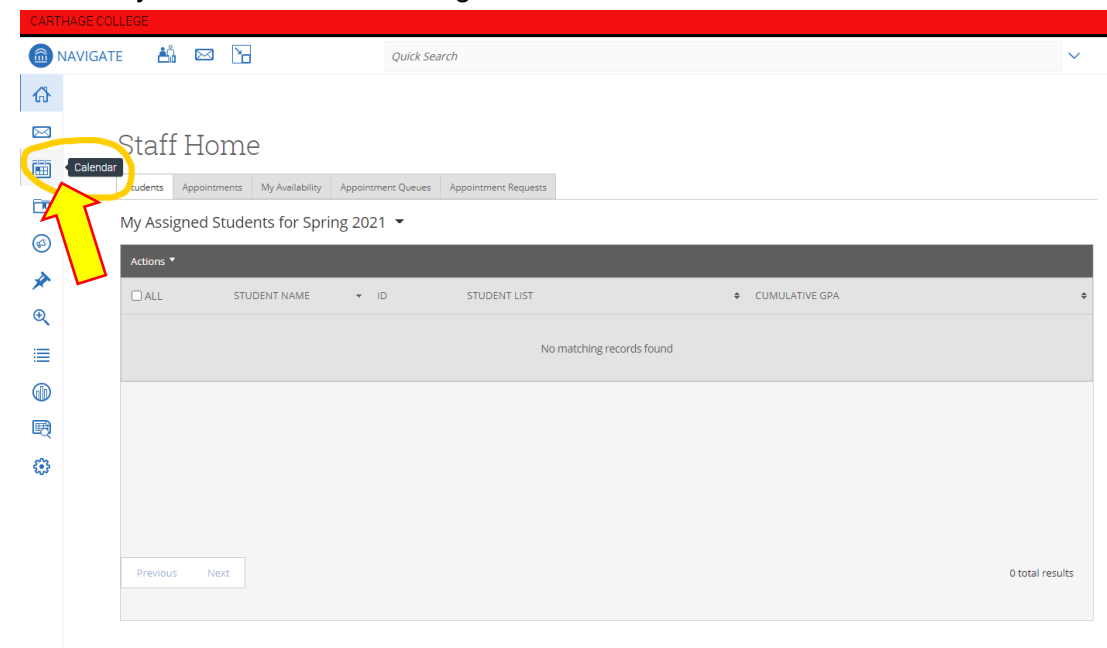 CARTHAGE COLLEGE
NAVIGATE
Quick Search
Staff Home
Calendar
Students Appointments My Availability Appointment Queues Appointment Requests
My Assigned Students for Spring 2021
Actions
ALL STUDENT NAME ID STUDENT LIST CUMULATIVE GPA
No matching records found
Previous Next 0 total results